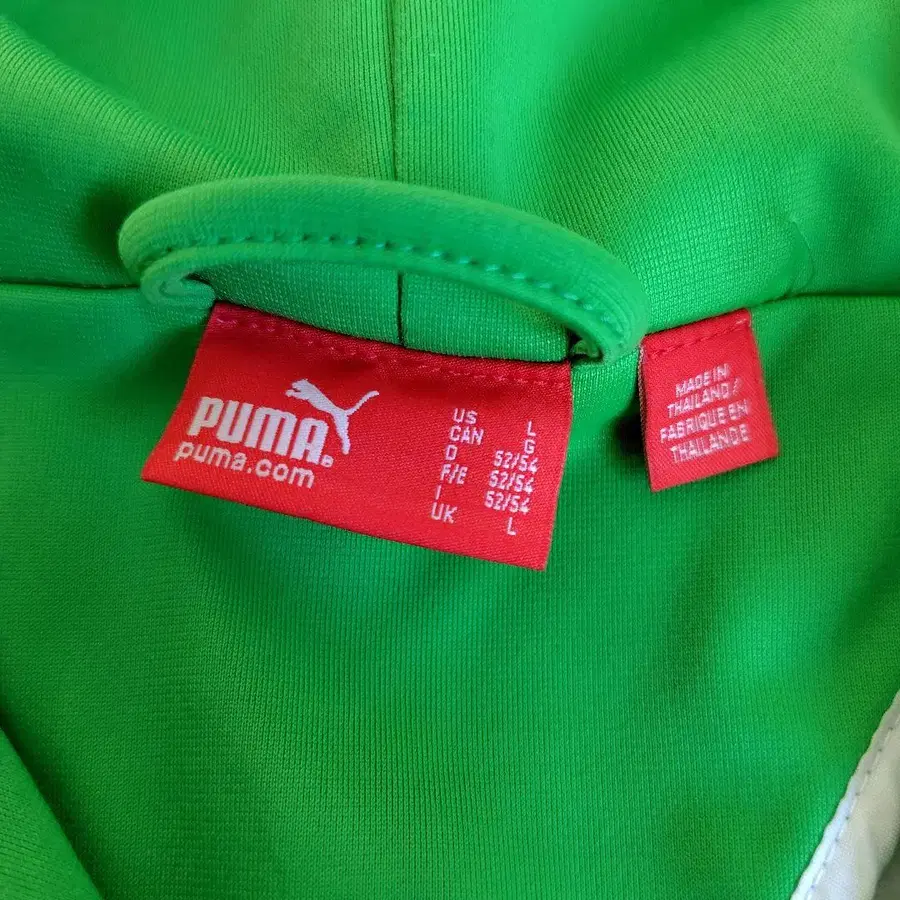 PUMA®
puma.com
US L
CAN G
D 52/54
F/E 52/54
I 52/54
UK L
MADE IN
THAILAND /
FABRIQUE EN
THAILANDE